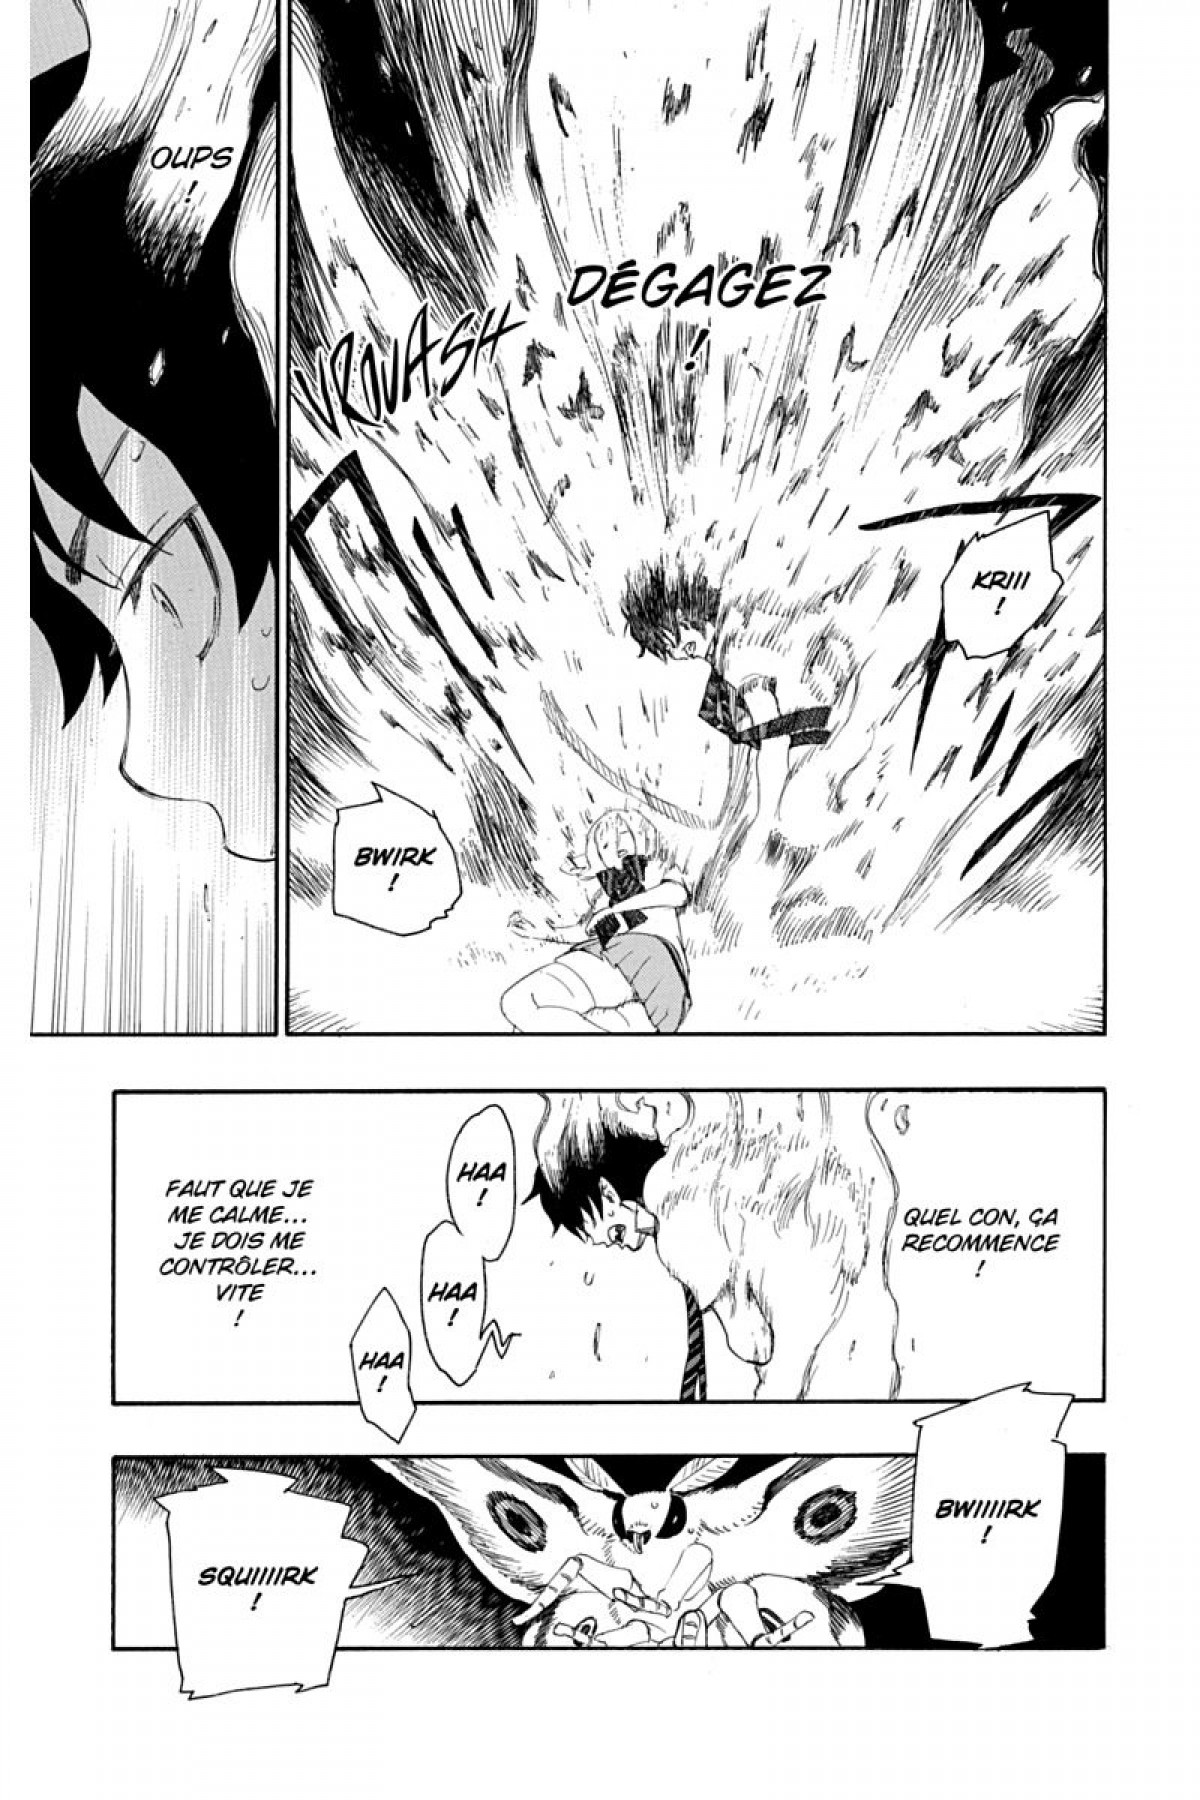 DÉGAGEZ
!
VROUASH
KRIII
!
BWIRK
!
OUPS
!
QUEL CON, ÇA
RECOMMENCE
!
HAA
!
HAA
!
HAA
!
FAUT QUE JE
ME CALME...
JE DOIS ME
CONTRÔLER...
VITE
!
BWIIIIRK
!
SQUIIIIRK
!